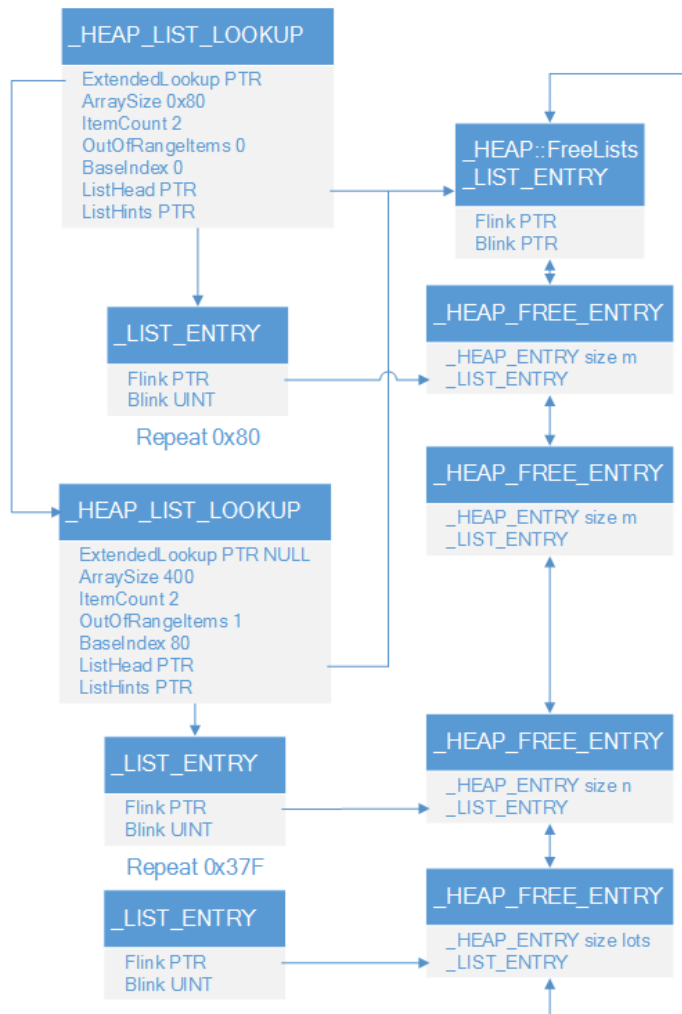 _HEAP_LIST_LOOKUP
ExtendedLookup PTR
ArraySize 0x80
ItemCount 2
OutOfRangeItems 0
BaseIndex 0
ListHead PTR
ListHints PTR
_HEAP::FreeLists
_LIST_ENTRY
Flink PTR
Blink PTR
_HEAP_FREE_ENTRY
_HEAP_ENTRY size m
_LIST_ENTRY
_LIST_ENTRY
Flink PTR
Blink UINT
Repeat 0x80
_HEAP_FREE_ENTRY
_HEAP_ENTRY size m
_LIST_ENTRY
_HEAP_LIST_LOOKUP
ExtendedLookup PTR NULL
ArraySize 400
ItemCount 2
OutOfRangeItems 1
BaseIndex 80
ListHead PTR
ListHints PTR
_HEAP_FREE_ENTRY
_HEAP_ENTRY size n
_LIST_ENTRY
_LIST_ENTRY
Flink PTR
Blink UINT
Repeat 0x37F
_HEAP_FREE_ENTRY
_HEAP_ENTRY size lots
_LIST_ENTRY
_LIST_ENTRY
Flink PTR
Blink UINT